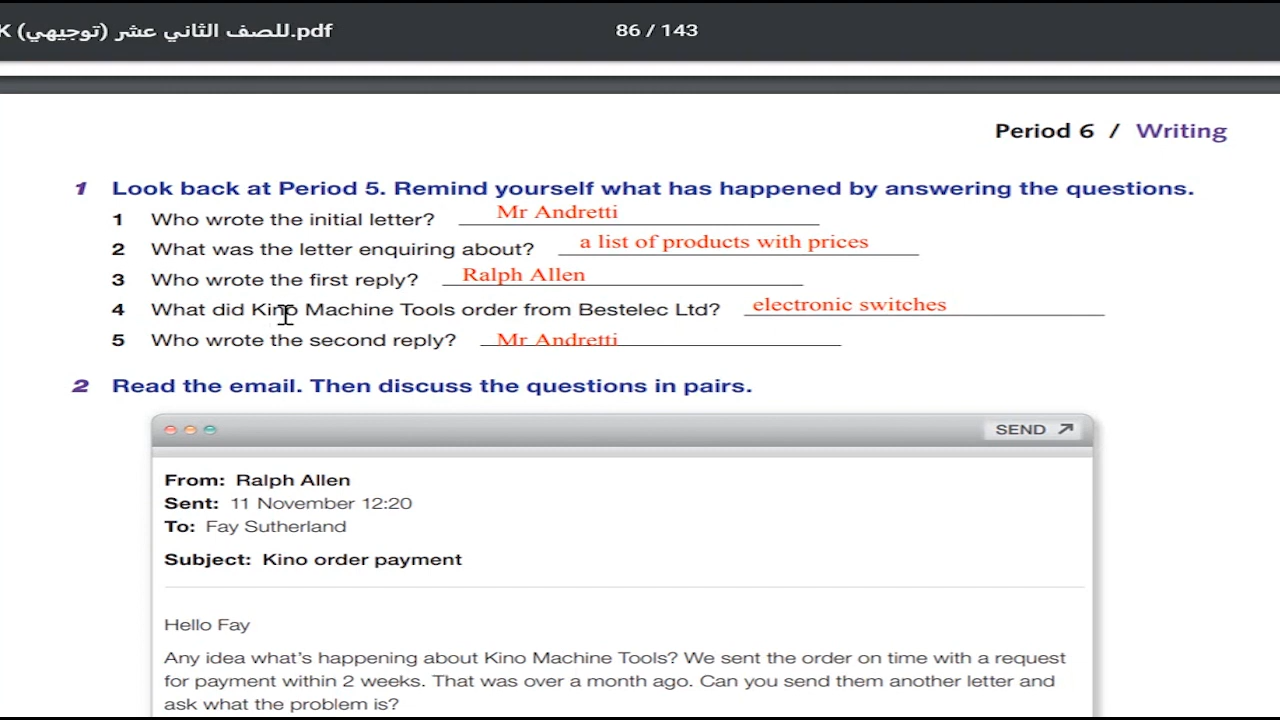 K للصف الثاني عشر (توجيهي).pdf
86 / 143
Period 6 / Writing
1 Look back at Period 5. Remind yourself what has happened by answering the questions.
1 Who wrote the initial letter? Mr Andretti
2 What was the letter enquiring about? a list of products with prices
3 Who wrote the first reply? Ralph Allen
4 What did Kino Machine Tools order from Bestelec Ltd? electronic switches
5 Who wrote the second reply? Mr Andretti
2 Read the email. Then discuss the questions in pairs.
SEND
From: Ralph Allen
Sent: 11 November 12:20
To: Fay Sutherland
Subject: Kino order payment
Hello Fay
Any idea what's happening about Kino Machine Tools? We sent the order on time with a request
for payment within 2 weeks. That was over a month ago. Can you send them another letter and
ask what the problem is?